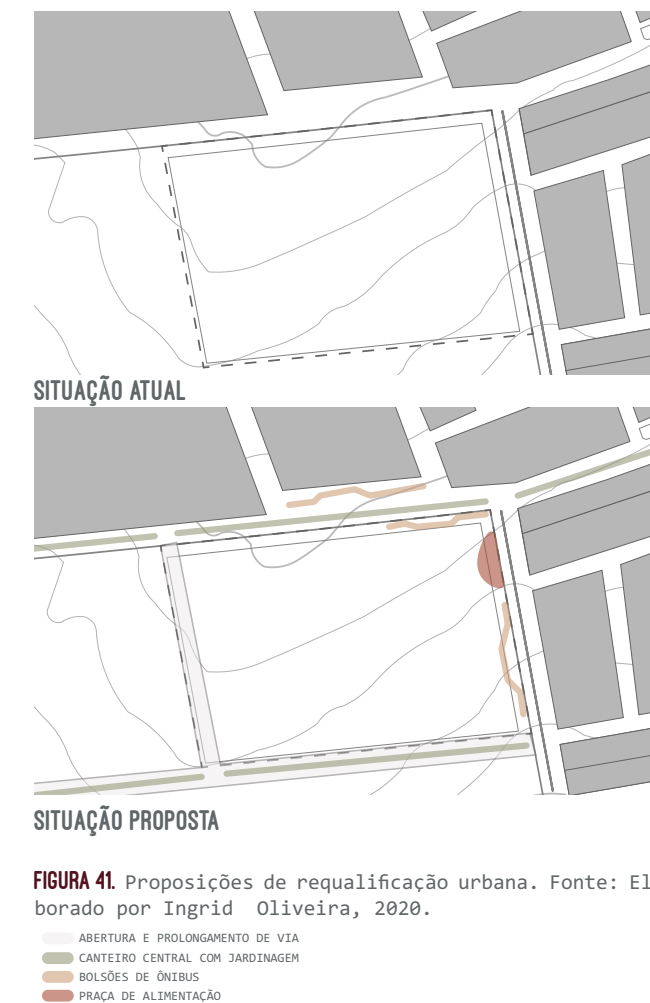 SITUAÇÃO ATUAL
SITUAÇÃO PROPOSTA
FIGURA 41. Proposições de requalificação urbana. Fonte: El
borado por Ingrid Oliveira, 2020.
ABERTURA E PROLONGAMENTO DE VIA
CANTEIRO CENTRAL COM JARDINAGEM
BOLSÕES DE ÔNIBUS
PRAÇA DE ALIMENTAÇÃO